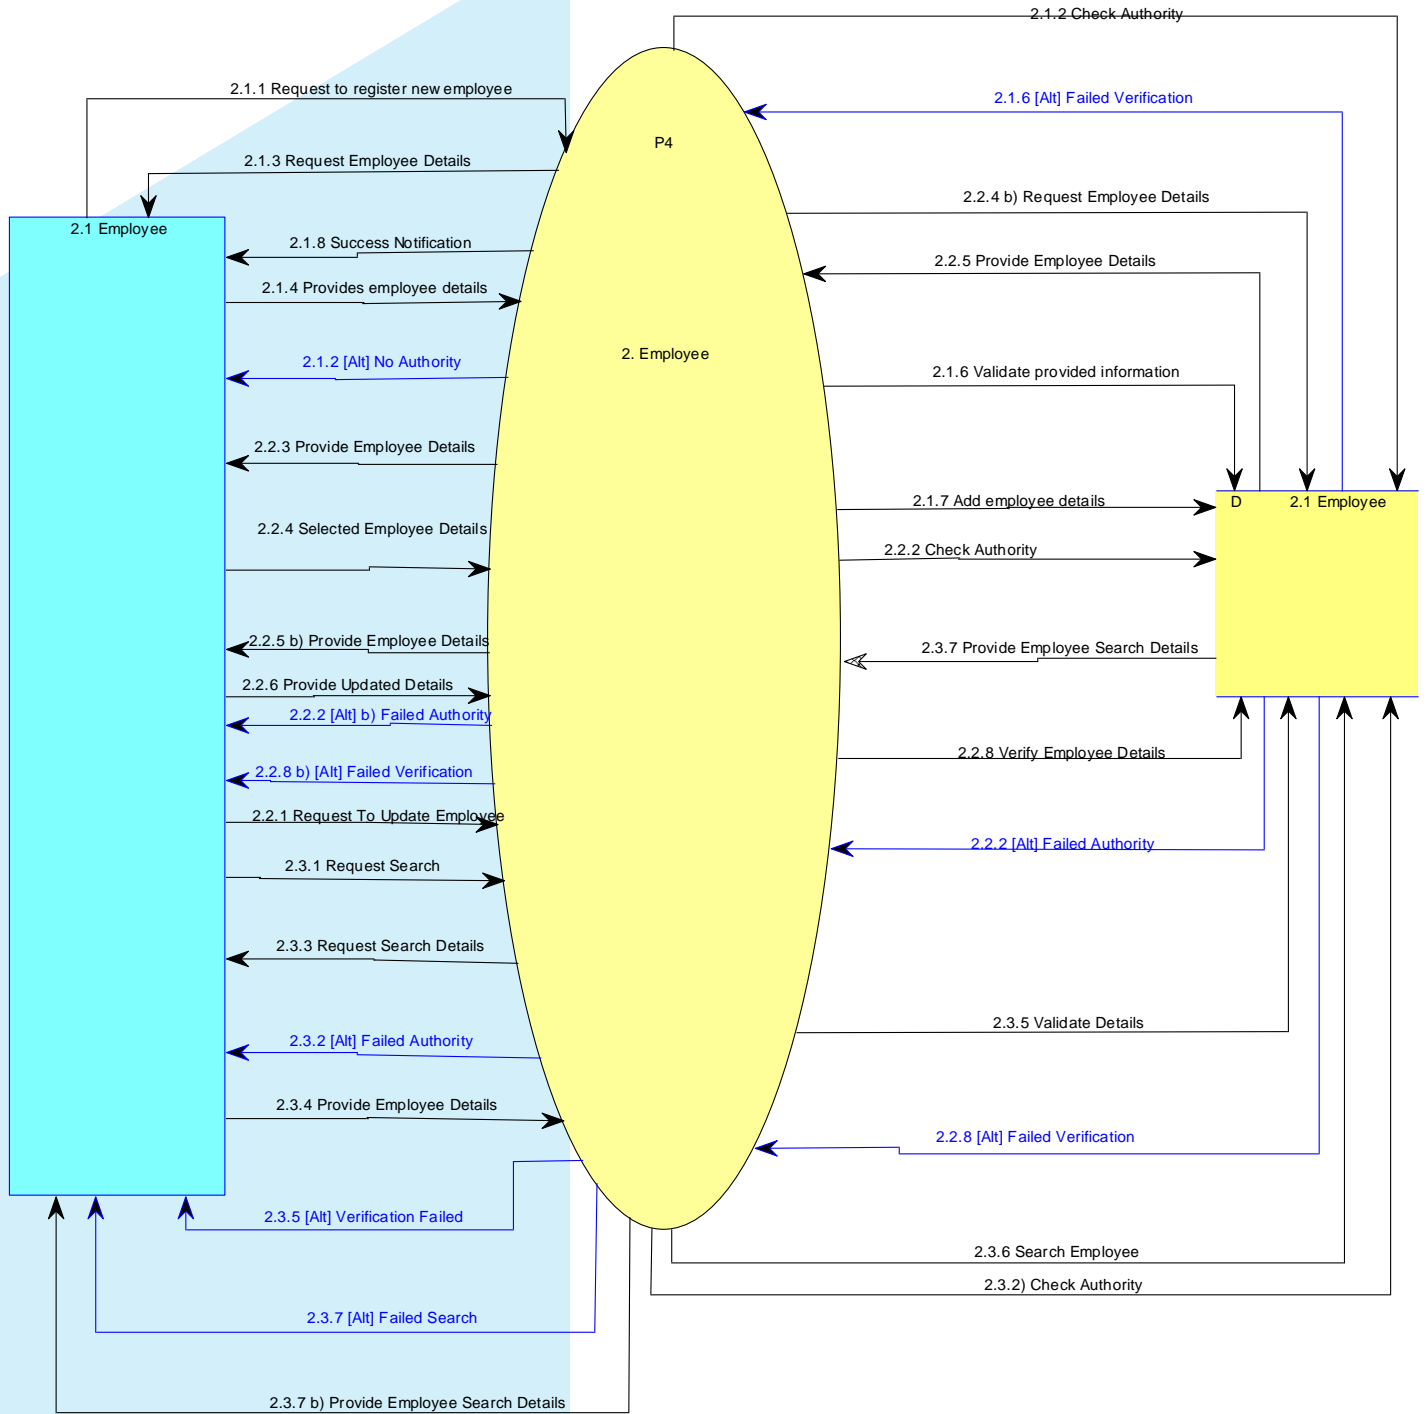 2.1.2 Check Authority
2.1.1 Request to register new employee
2.1.6 [Alt] Failed Verification
P4
2.1.3 Request Employee Details
2.2.4 b) Request Employee Details
2.1 Employee
2.1.8 Success Notification
2.2.5 Provide Employee Details
2.1.4 Provides employee details
2. Employee
2.1.2 [Alt] No Authority
2.1.6 Validate provided information
2.2.3 Provide Employee Details
2.1.7 Add employee details
D 2.1 Employee
2.2.4 Selected Employee Details
2.2.2 Check Authority
2.2.5 b) Provide Employee Details
2.3.7 Provide Employee Search Details
2.2.6 Provide Updated Details
2.2.2 [Alt] b) Failed Authority
2.2.8 Verify Employee Details
2.2.8 b) [Alt] Failed Verification
2.2.1 Request To Update Employee
2.2.2 [Alt] Failed Authority
2.3.1 Request Search
2.3.3 Request Search Details
2.3.5 Validate Details
2.3.2 [Alt] Failed Authority
2.3.4 Provide Employee Details
2.2.8 [Alt] Failed Verification
2.3.5 [Alt] Verification Failed
2.3.6 Search Employee
2.3.2) Check Authority
2.3.7 [Alt] Failed Search
2.3.7 b) Provide Employee Search Details